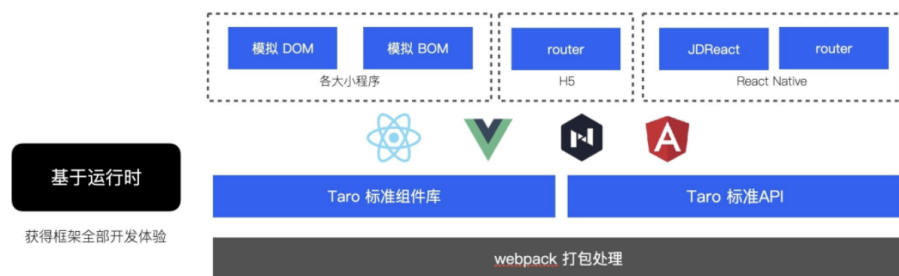 模拟 DOM
模拟 BOM
各大小程序
router
H5
JDReact
router
React Native
N
A
基于运行时
获得框架全部开发体验
Taro 标准组件库
Taro 标准API
webpack 打包处理